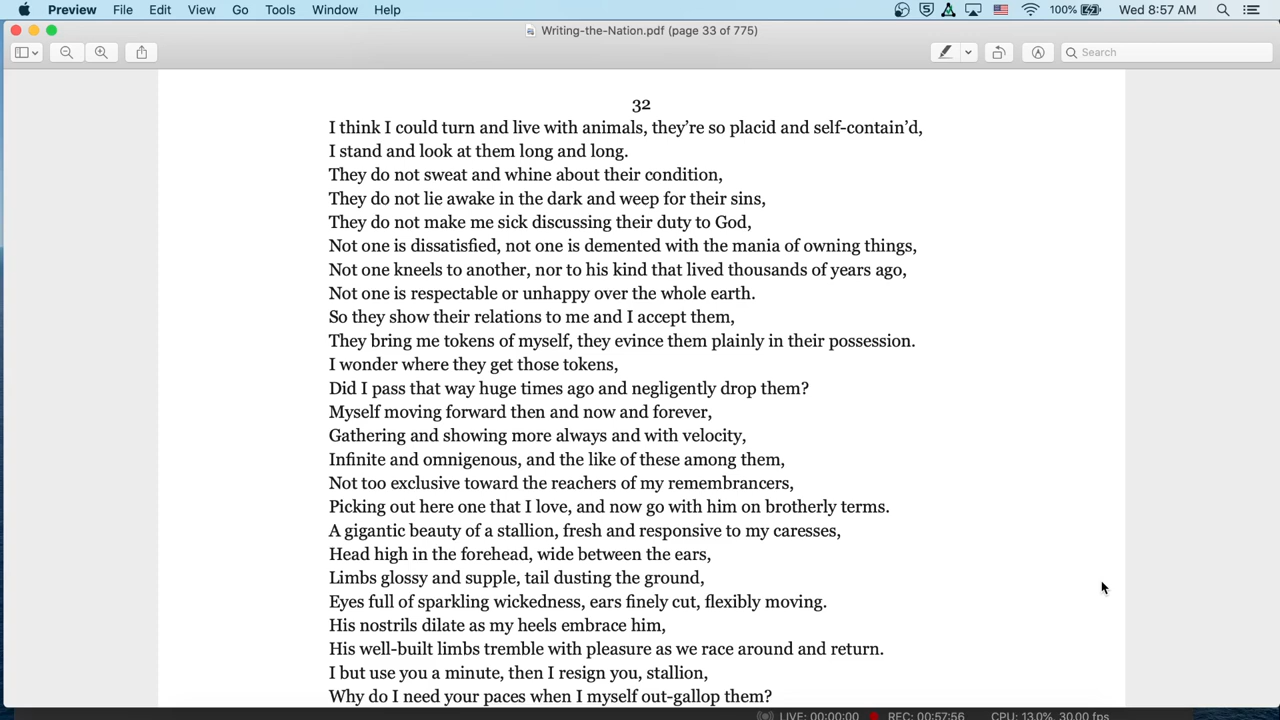 Preview File Edit View Go Tools Window Help 100% Wed 8:57 AM
Writing-the-Nation.pdf (page 33 of 775)
Search
32
I think I could turn and live with animals, they’re so placid and self-contain’d,
I stand and look at them long and long.
They do not sweat and whine about their condition,
They do not lie awake in the dark and weep for their sins,
They do not make me sick discussing their duty to God,
Not one is dissatisfied, not one is demented with the mania of owning things,
Not one kneels to another, nor to his kind that lived thousands of years ago,
Not one is respectable or unhappy over the whole earth.
So they show their relations to me and I accept them,
They bring me tokens of myself, they evince them plainly in their possession.
I wonder where they get those tokens,
Did I pass that way huge times ago and negligently drop them?
Myself moving forward then and now and forever,
Gathering and showing more always and with velocity,
Infinite and omnigenous, and the like of these among them,
Not too exclusive toward the reachers of my remembrancers,
Picking out here one that I love, and now go with him on brotherly terms.
A gigantic beauty of a stallion, fresh and responsive to my caresses,
Head high in the forehead, wide between the ears,
Limbs glossy and supple, tail dusting the ground,
Eyes full of sparkling wickedness, ears finely cut, flexibly moving.
His nostrils dilate as my heels embrace him,
His well-built limbs tremble with pleasure as we race around and return.
I but use you a minute, then I resign you, stallion,
Why do I need your paces when I myself out-gallop them?
LIVE: 00:00:00 REC: 00:57:56 CPU: 13.0%, 30.00 fps